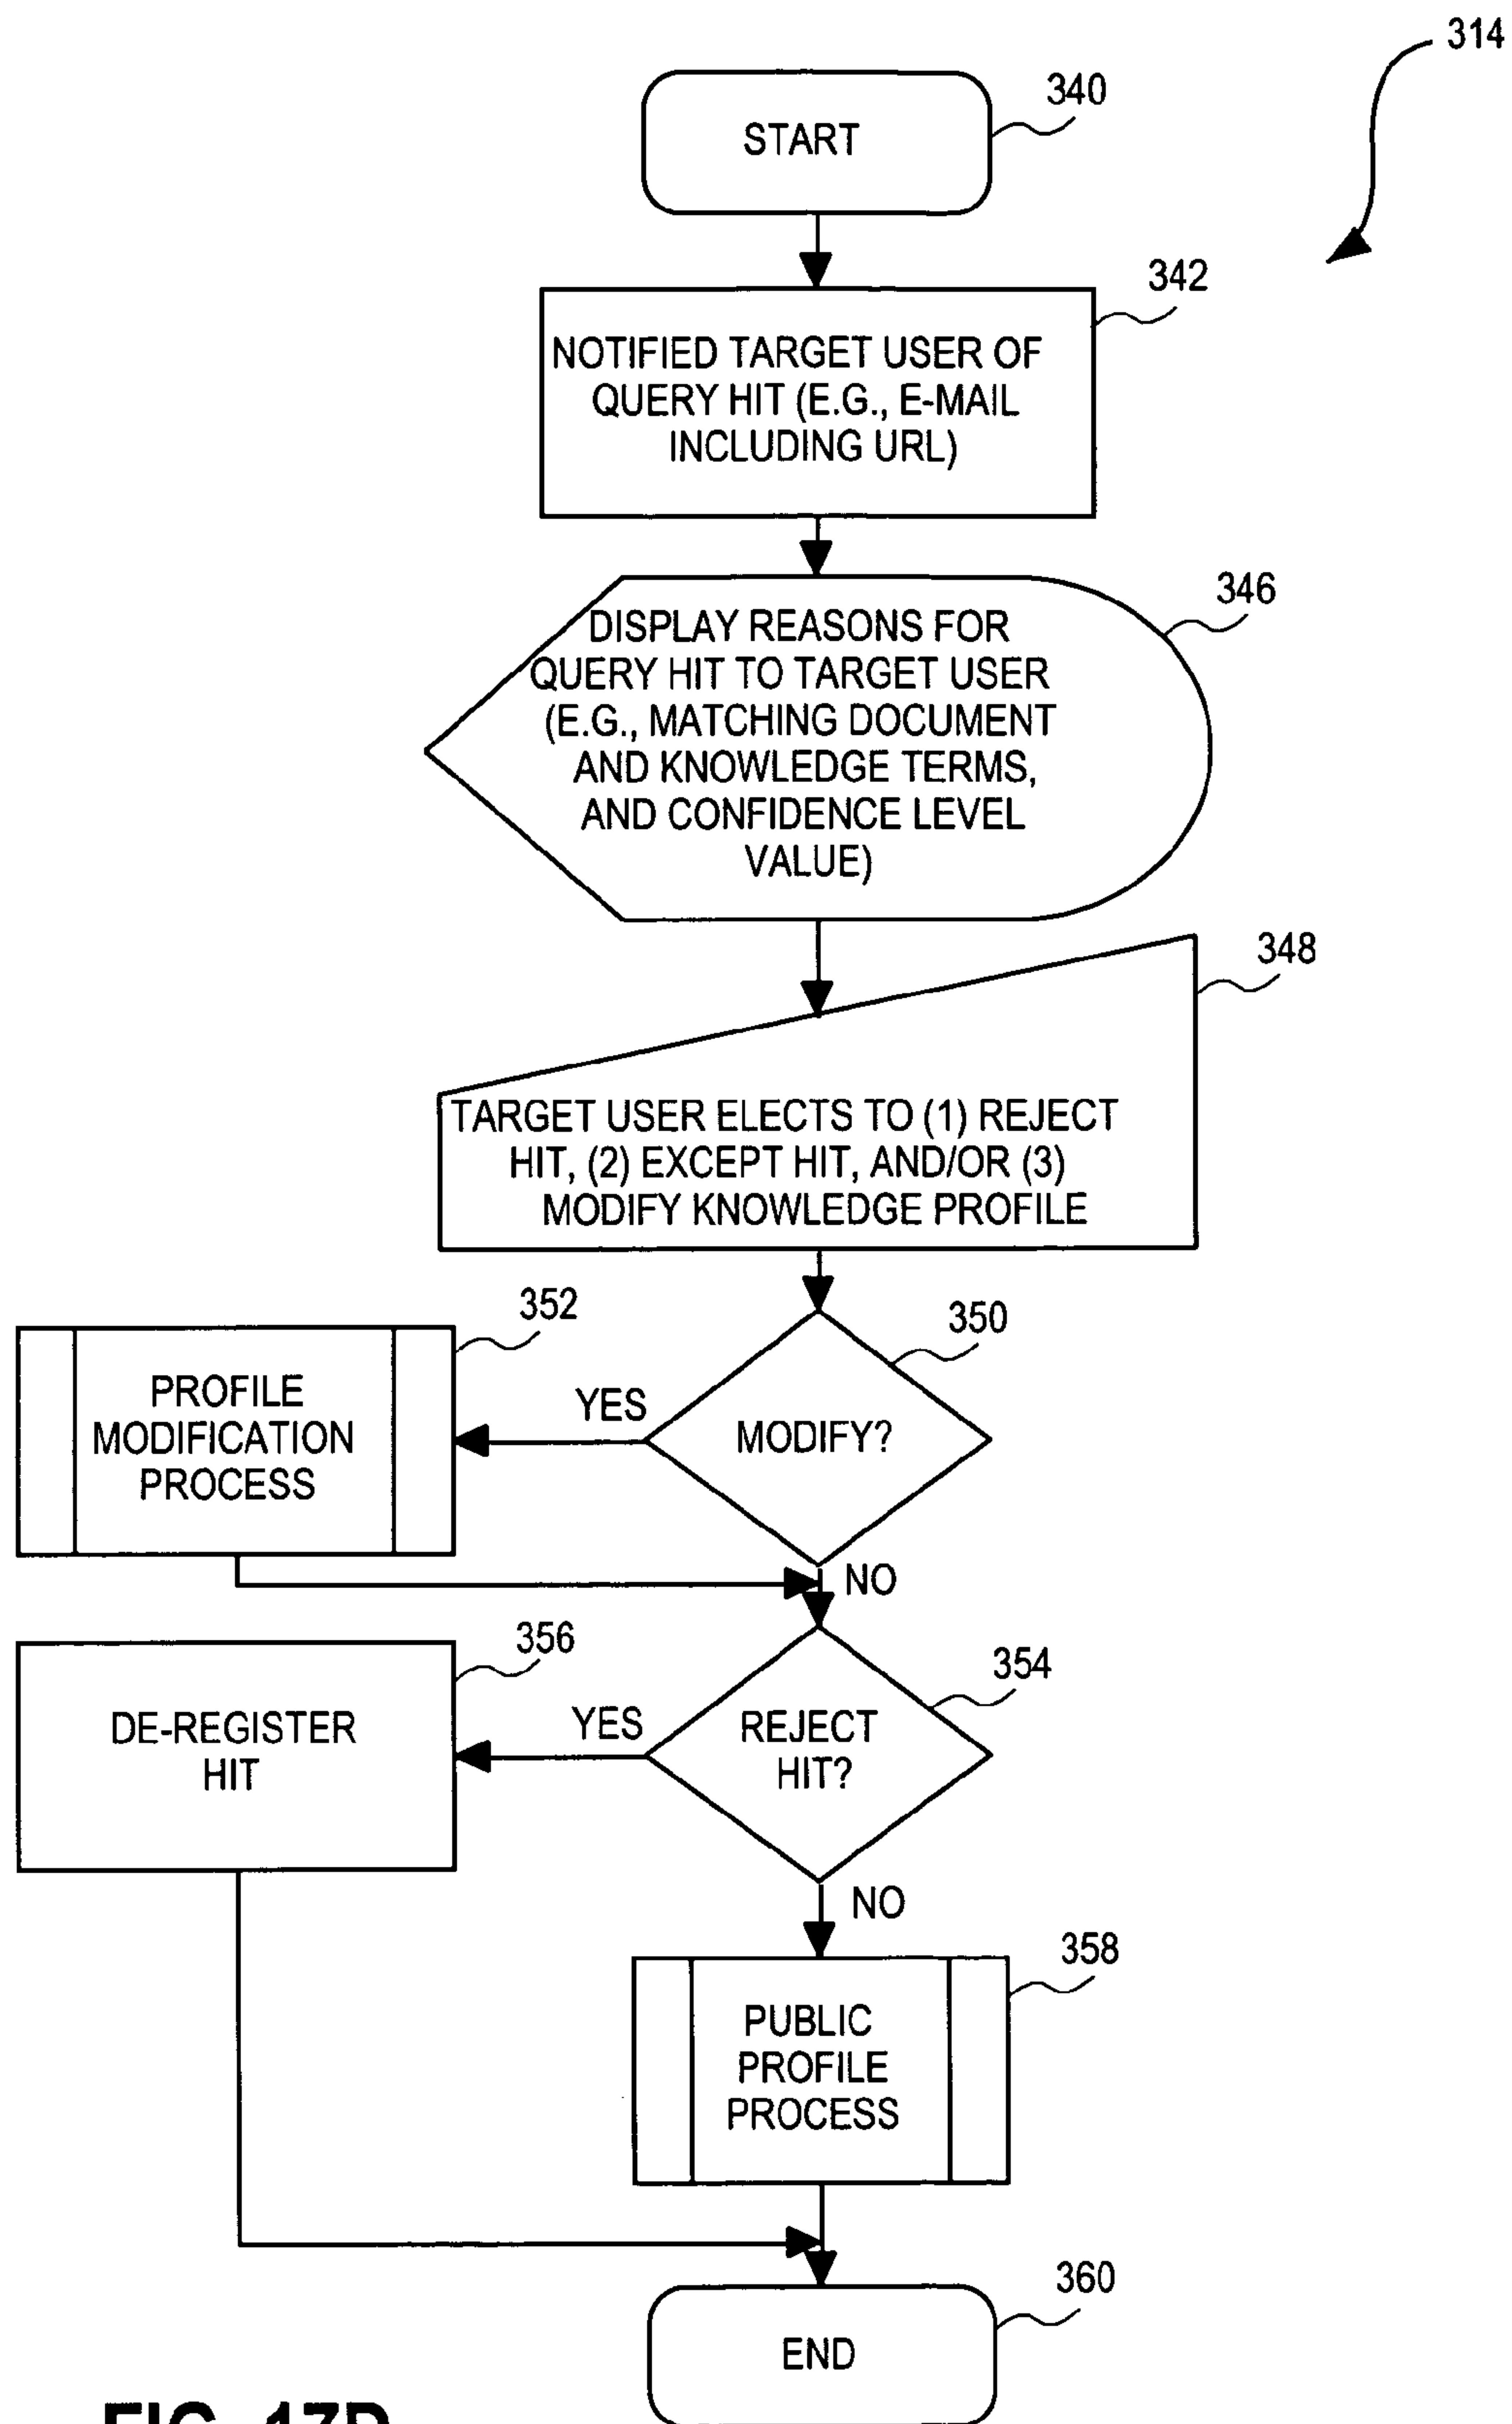 314
340
START
342
NOTIFIED TARGET USER OF
QUERY HIT (E.G., E-MAIL
INCLUDING URL)
346
DISPLAY REASONS FOR
QUERY HIT TO TARGET USER
(E.G., MATCHING DOCUMENT
AND KNOWLEDGE TERMS,
AND CONFIDENCE LEVEL
VALUE)
348
TARGET USER ELECTS TO (1) REJECT
HIT, (2) EXCEPT HIT, AND/OR (3)
MODIFY KNOWLEDGE PROFILE
352
350
PROFILE
MODIFICATION
PROCESS
YES
MODIFY?
NO
356
354
DE-REGISTER
HIT
YES
REJECT
HIT?
NO
358
PUBLIC
PROFILE
PROCESS
360
END
FIG.